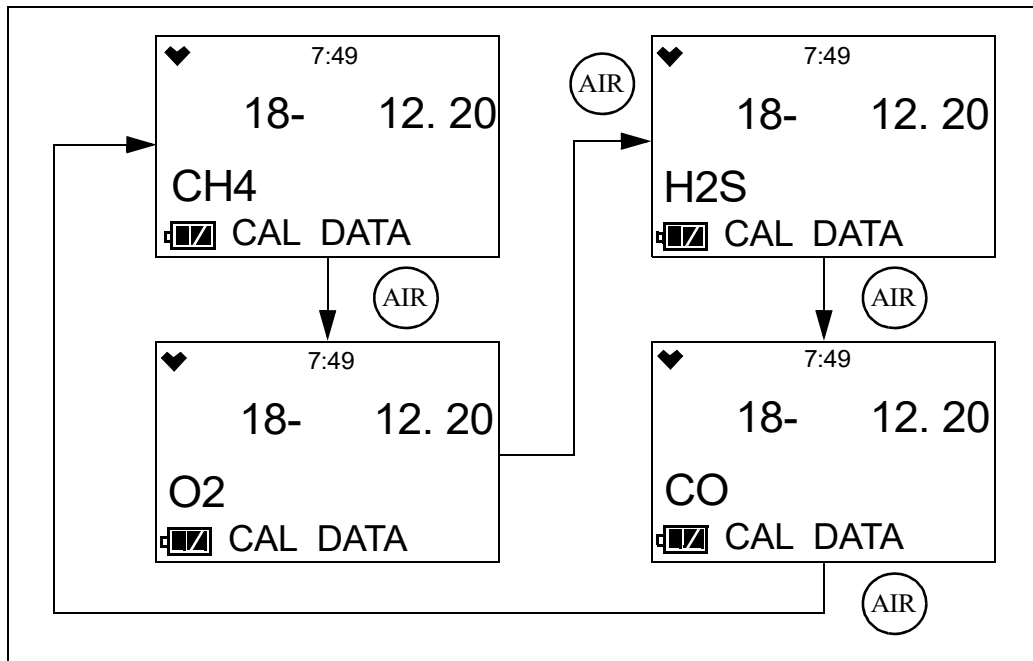 7:49
18- 12. 20
CH4
CAL DATA
AIR
7:49
18- 12. 20
O2
CAL DATA
AIR
7:49
18- 12. 20
H2S
CAL DATA
AIR
7:49
18- 12. 20
CO
CAL DATA
AIR